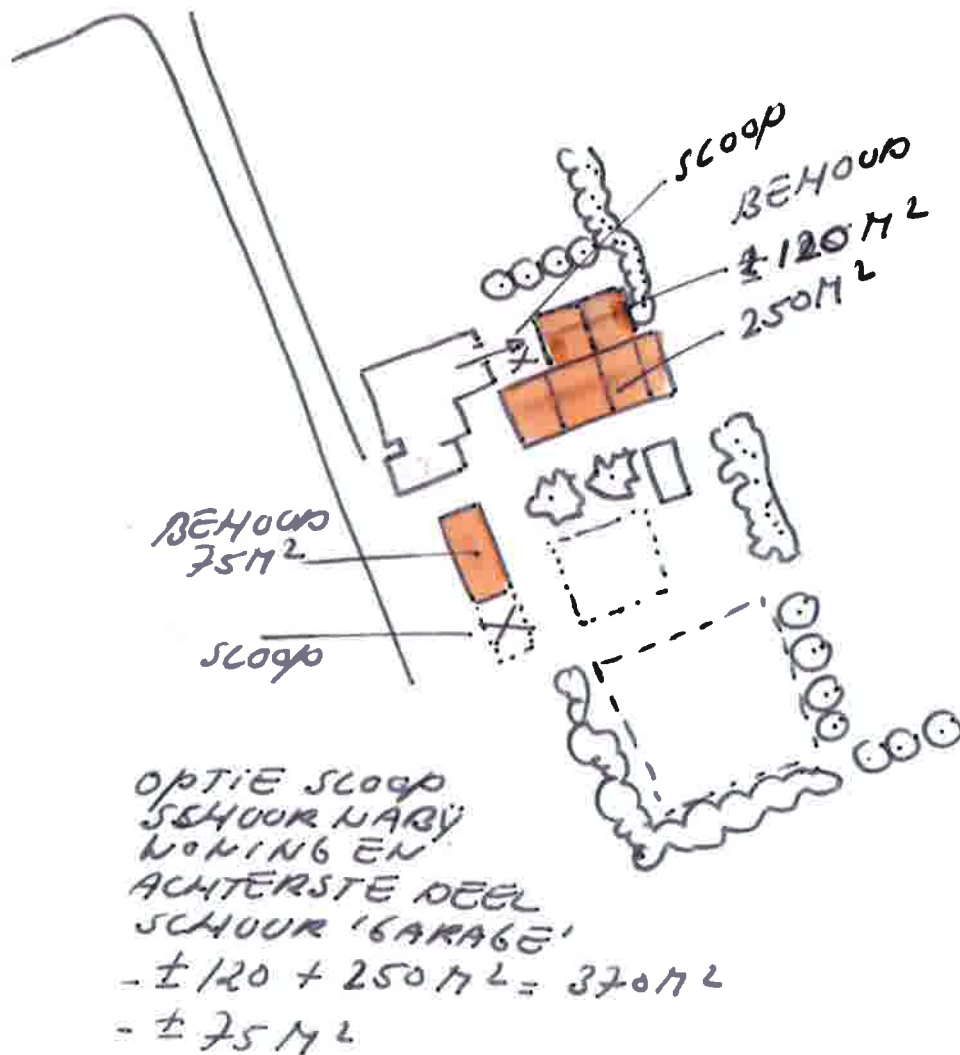 SLOOP
BEHOUD
± 120 M²
250 M²
BEHOUD
75 M²
SLOOP
OPTIE SLOOP
SCHUUR NABIJ
WONING EN
ACHTERSTE DEEL
SCHUUR 'GARAGE'
- ± 120 + 250 M² = 370 M²
- ± 75 M²